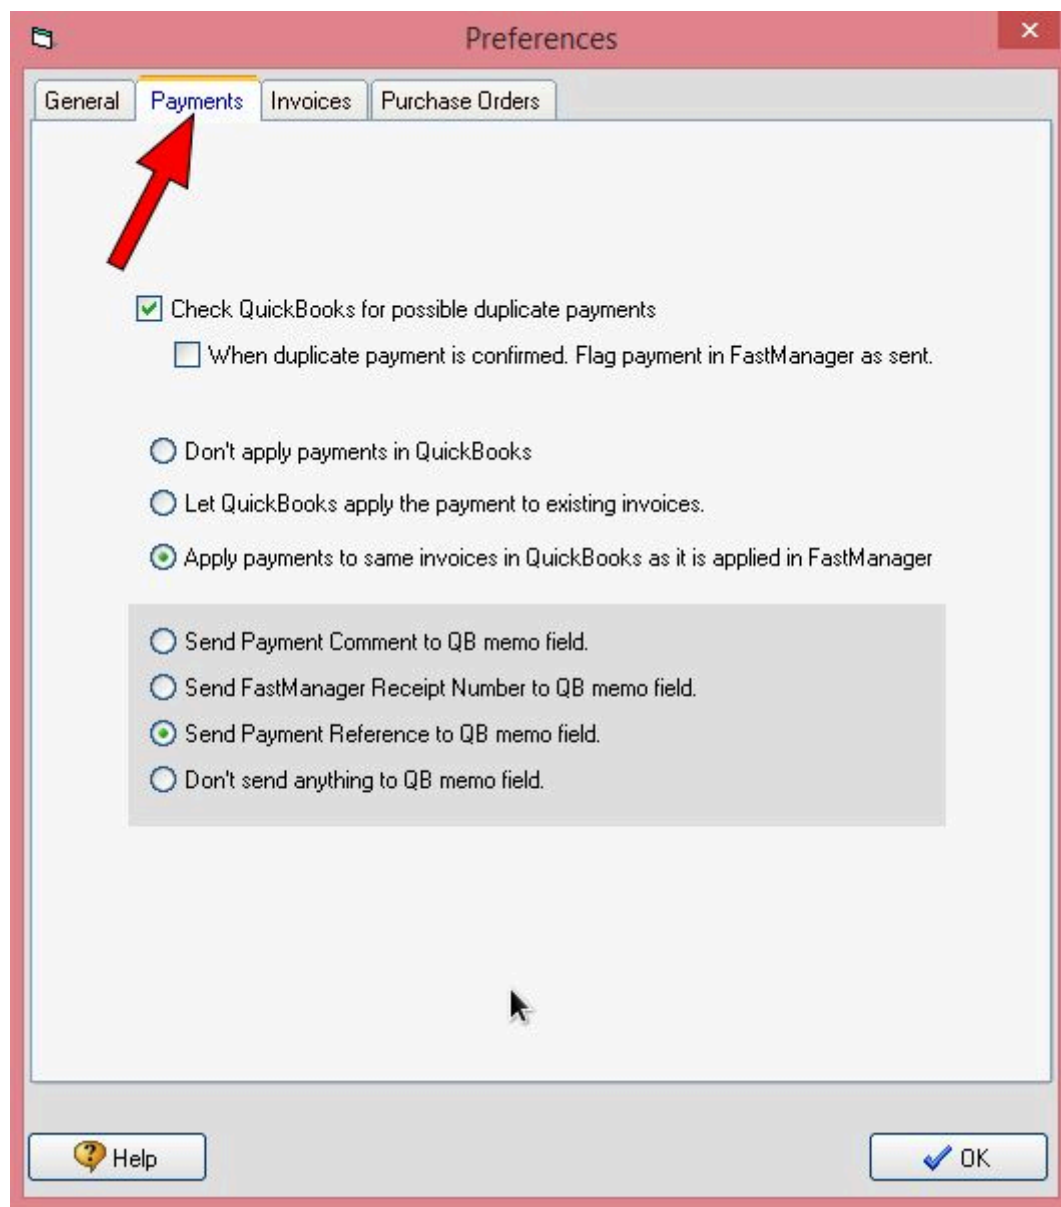 Preferences
General Payments Invoices Purchase Orders
Check QuickBooks for possible duplicate payments
When duplicate payment is confirmed. Flag payment in FastManager as sent.
Don't apply payments in QuickBooks
Let QuickBooks apply the payment to existing invoices.
Apply payments to same invoices in QuickBooks as it is applied in FastManager
Send Payment Comment to QB memo field.
Send FastManager Receipt Number to QB memo field.
Send Payment Reference to QB memo field.
Don't send anything to QB memo field.
Help OK